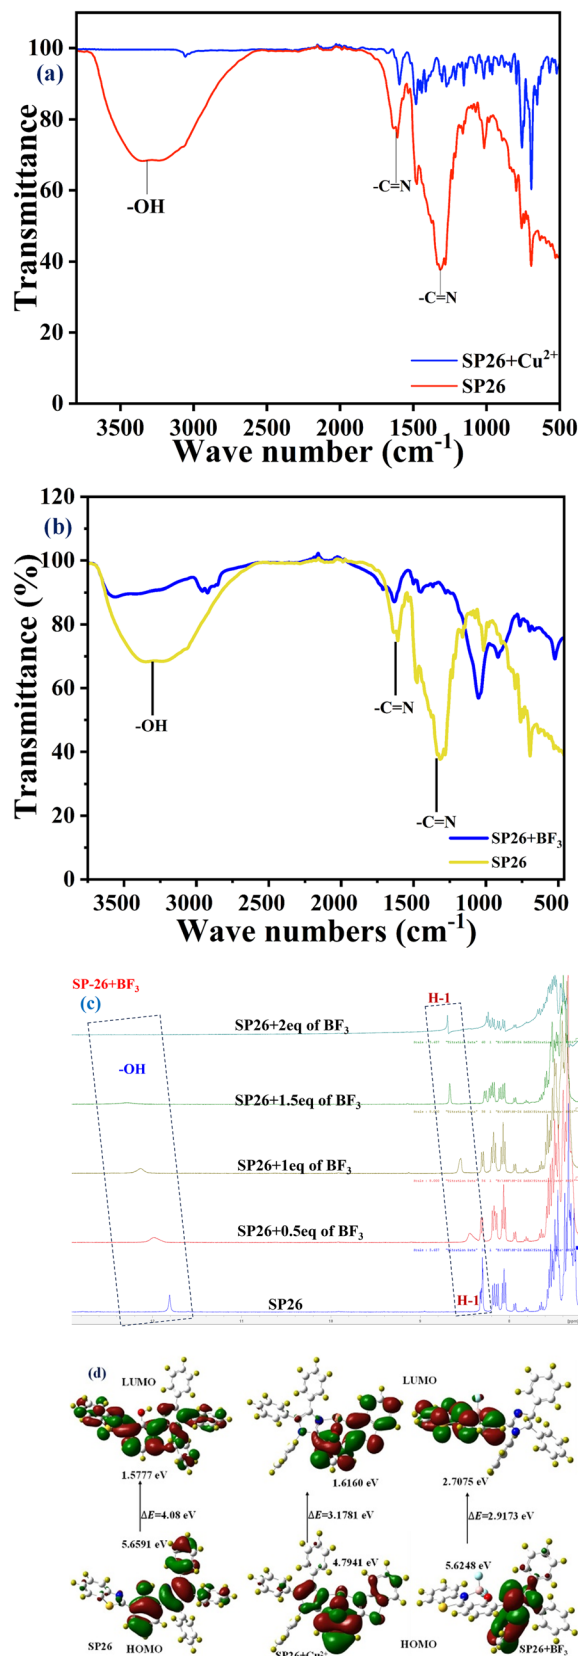 100
(a)
80
60
40
20
0
Transmittance
-OH
-C=N
-C=N
SP26+Cu²⁺
SP26
3500 3000 2500 2000 1500 1000 500
Wave number (cm⁻¹)
120
(b)
100
80
60
40
20
0
Transmittance (%)
-OH
-C=N
-C=N
SP26+BF₃
SP26
3500 3000 2500 2000 1500 1000 500
Wave numbers (cm⁻¹)
SP-26+BF₃
(c)
H-1
SP26+2eq of BF₃
-OH
SP26+1.5eq of BF₃
SP26+1eq of BF₃
SP26+0.5eq of BF₃
SP26
H-1
(d)
LUMO
LUMO
1.5777 eV
1.6160 eV
2.7075 eV
ΔE=4.08 eV
ΔE=3.1781 eV
ΔE=2.9173 eV
5.6591 eV
4.7941 eV
5.6248 eV
SP26
HOMO
SP26+Cu²⁺
HOMO
SP26+BF₃